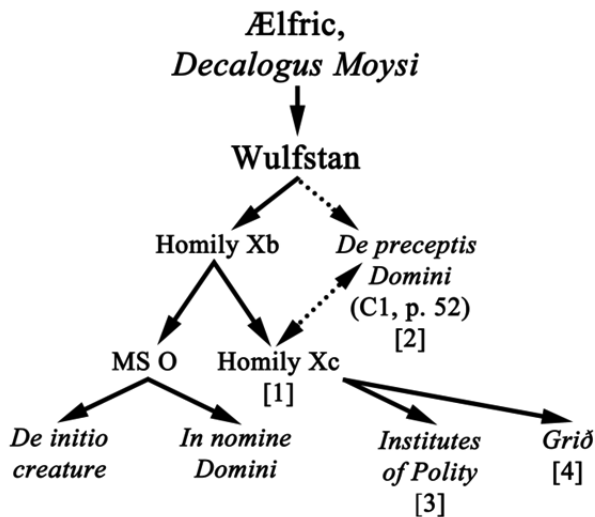 Ælfric,
Decalogus Moysi
Wulfstan
Homily Xb
De preceptis
Domini
(C1, p. 52)
[2]
MS O
Homily Xc
[1]
De initio
creature
In nomine
Domini
Institutes
of Polity
[3]
Grið
[4]